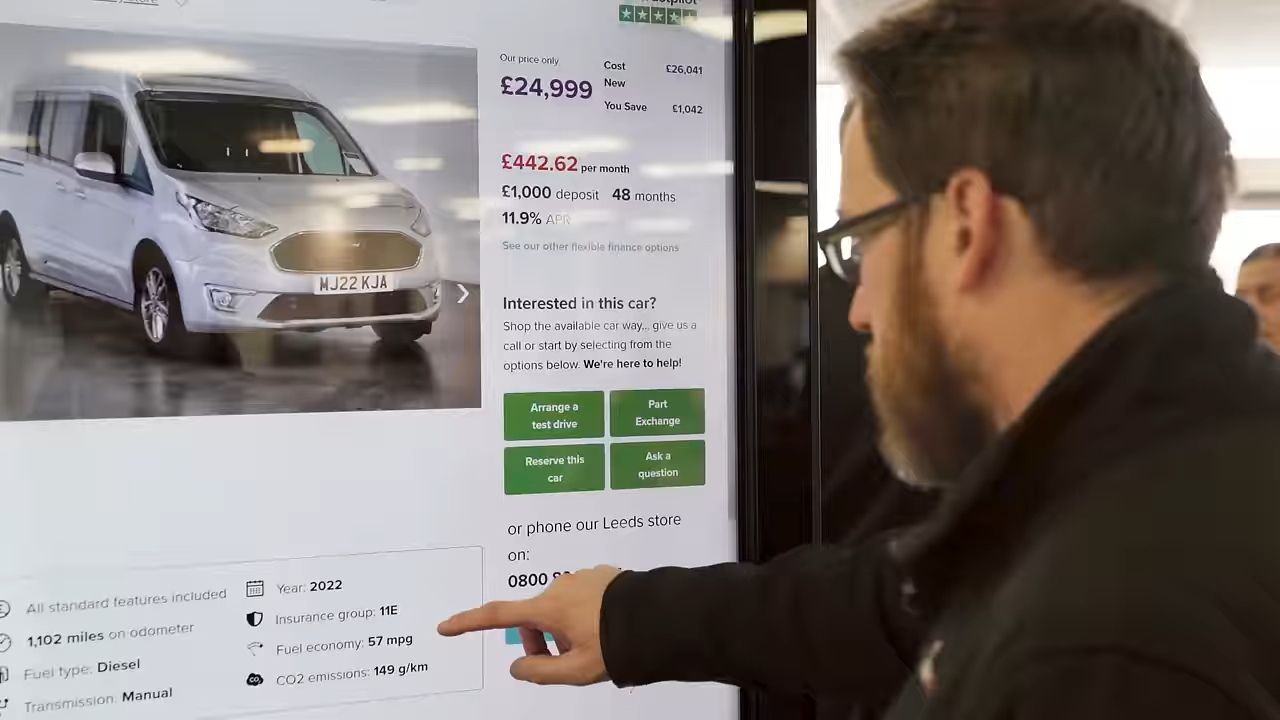 Our price only
£24,999
Cost New £26,041
You Save £1,042
£442.62 per month
£1,000 deposit 48 months
11.9% APR
See our other flexible finance options
MJ22 KJA
Interested in this car?
Shop the available car way... give us a
call or start by selecting from the
options below. We're here to help!
Arrange a
test drive
Part
Exchange
Reserve this
car
Ask a
question
or phone our Leeds store
on:
0800
All standard features included
1,102 miles on odometer
Fuel type: Diesel
Transmission: Manual
Year: 2022
Insurance group: 11E
Fuel economy: 57 mpg
CO2 emissions: 149 g/km